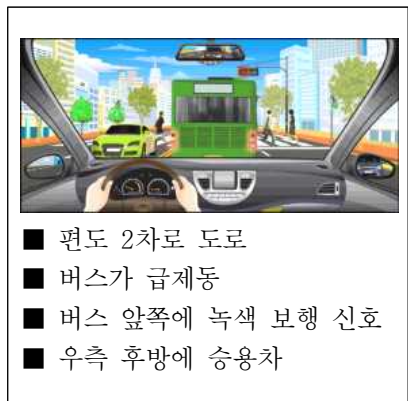 ■ 편도 2차로 도로
■ 버스가 급제동
■ 버스 앞쪽에 녹색 보행 신호
■ 우측 후방에 승용차